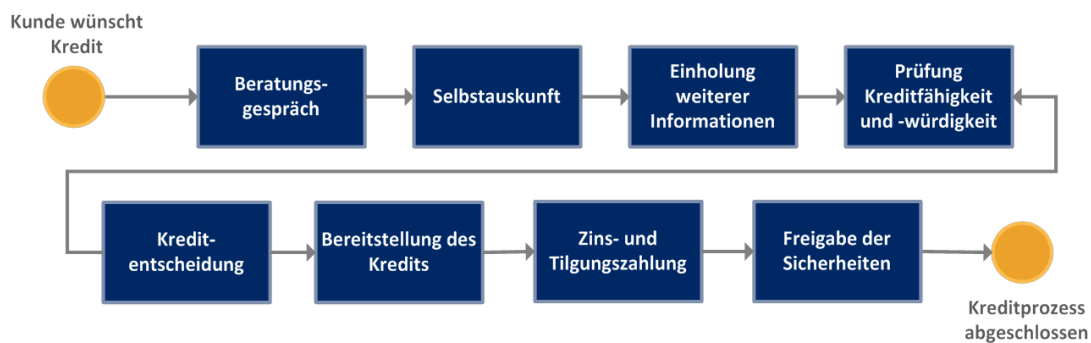 Kunde wünscht
Kredit
Beratungs-
gespräch
Selbstauskunft
Einholung
weiterer
Informationen
Prüfung
Kreditfähigkeit
und -würdigkeit
Kredit-
entscheidung
Bereitstellung des
Kredits
Zins- und
Tilgungszahlung
Freigabe der
Sicherheiten
Kreditprozess
abgeschlossen